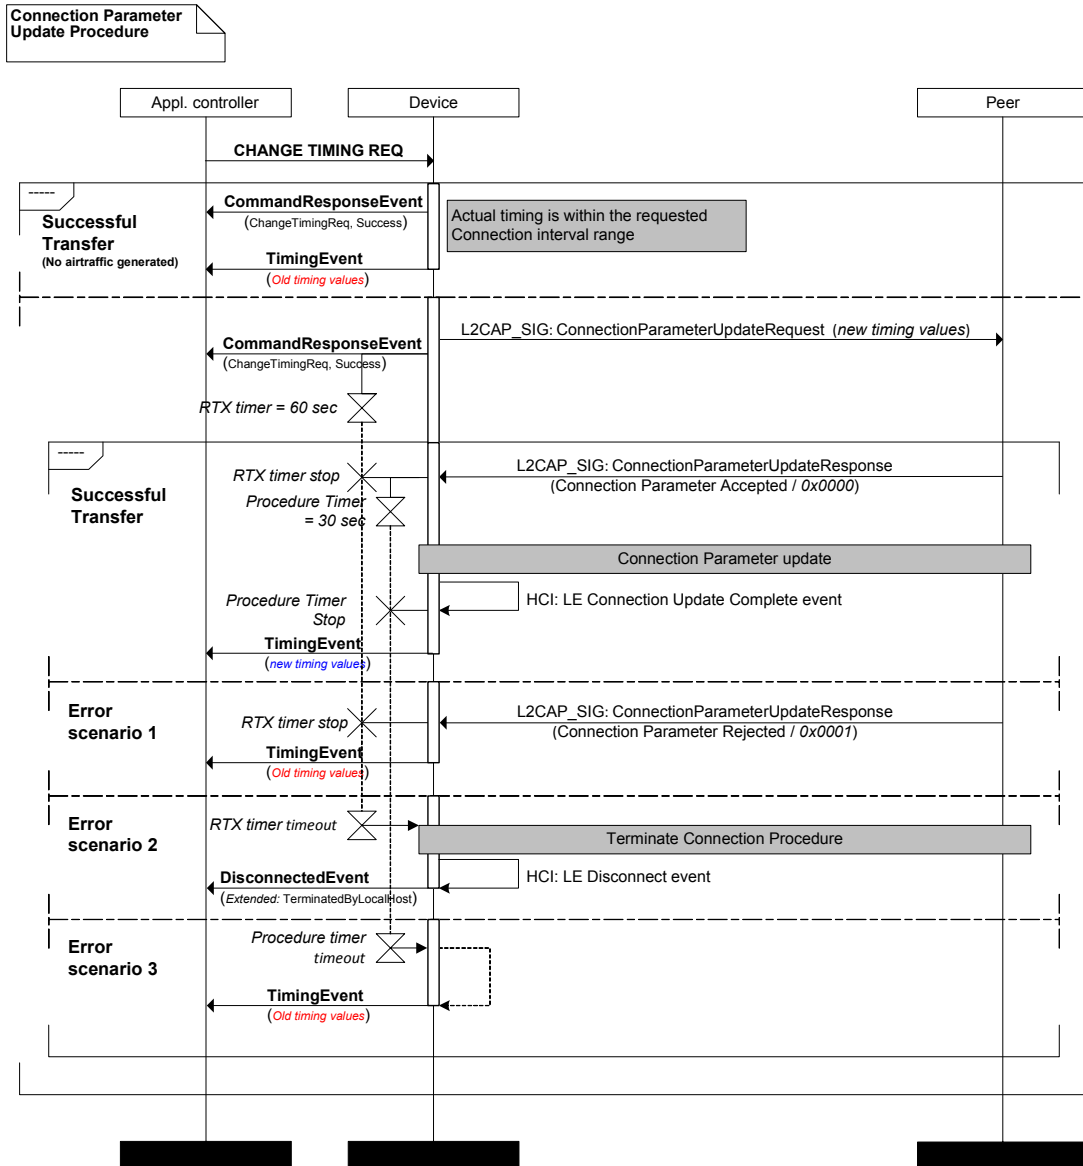 Connection Parameter
Update Procedure
Appl. controller
Device
Peer
CHANGE TIMING REQ
-----
Successful
Transfer
(No airtraffic generated)
CommandResponseEvent
(ChangeTimingReq, Success)
Actual timing is within the requested
Connection interval range
TimingEvent
(Old timing values)
L2CAP_SIG: ConnectionParameterUpdateRequest (new timing values)
CommandResponseEvent
(ChangeTimingReq, Success)
RTX timer = 60 sec
-----
Successful
Transfer
L2CAP_SIG: ConnectionParameterUpdateResponse
(Connection Parameter Accepted / 0x0000)
RTX timer stop
Procedure Timer
= 30 sec
Connection Parameter update
HCI: LE Connection Update Complete event
Procedure Timer
Stop
TimingEvent
(new timing values)
Error
scenario 1
L2CAP_SIG: ConnectionParameterUpdateResponse
(Connection Parameter Rejected / 0x0001)
RTX timer stop
TimingEvent
(Old timing values)
Error
scenario 2
RTX timer timeout
Terminate Connection Procedure
HCI: LE Disconnect event
DisconnectedEvent
(Extended: TerminatedByLocalHost)
Error
scenario 3
Procedure timer
timeout
TimingEvent
(Old timing values)